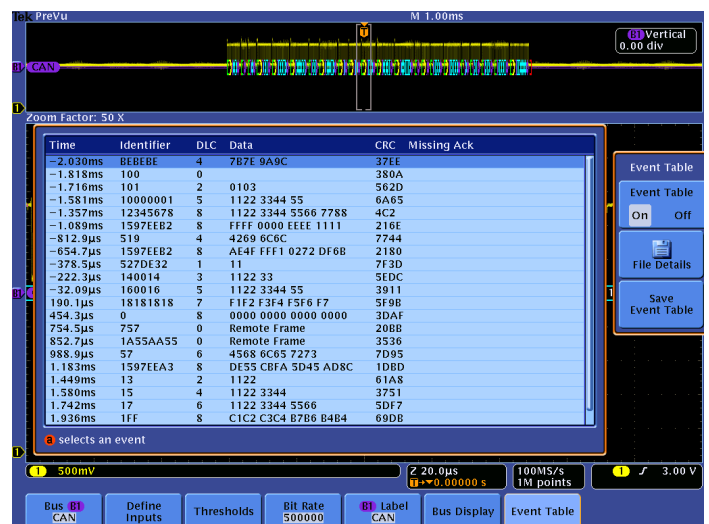 Tek PreVu M 1.00ms
B1 Vertical
0.00 div
B1 CAN
1
Zoom Factor: 50 X
Time Identifier DLC Data CRC Missing Ack
-2.030ms BEBEBE 4 7B7E 9A9C 37EE
-1.818ms 100 0 380A
-1.716ms 101 2 0103 562D
-1.581ms 10000001 5 1122 3344 55 6A65
-1.357ms 12345678 8 1122 3344 5566 7788 4C2
-1.089ms 1597EEB2 8 FFFF 0000 EEEE 1111 216E
-812.9µs 519 4 4269 6C6C 7744
-654.7µs 1597EEB2 8 AE4F FFF1 0272 DF6B 2180
-378.5µs 527DE32 1 11 7F3D
-222.3µs 140014 3 1122 33 5EDC
-32.09µs 160016 5 1122 3344 55 3911
190.1µs 18181818 7 F1F2 F3F4 F5F6 F7 5F9B
454.3µs 0 8 0000 0000 0000 0000 3DAF
754.5µs 757 0 Remote Frame 20BB
852.7µs 1A55AA55 0 Remote Frame 3536
988.9µs 57 6 4568 6C65 7273 7D95
1.183ms 1597EEA3 8 DE55 CBFA 5D45 AD8C 1DBD
1.449ms 13 2 1122 61A8
1.580ms 15 4 1122 3344 3751
1.742ms 17 6 1122 3344 5566 5DF7
1.936ms 1FF 8 C1C2 C3C4 B7B6 B4B4 69DB
a selects an event
Event Table
Event Table
On Off
File Details
Save
Event Table
B1
1
1 500mV
Z 20.0µs
T→▼0.00000 s
100MS/s
1M points
1 3.00 V
Bus B1
CAN
Define
Inputs
Thresholds
Bit Rate
500000
B1 Label
CAN
Bus Display
Event Table